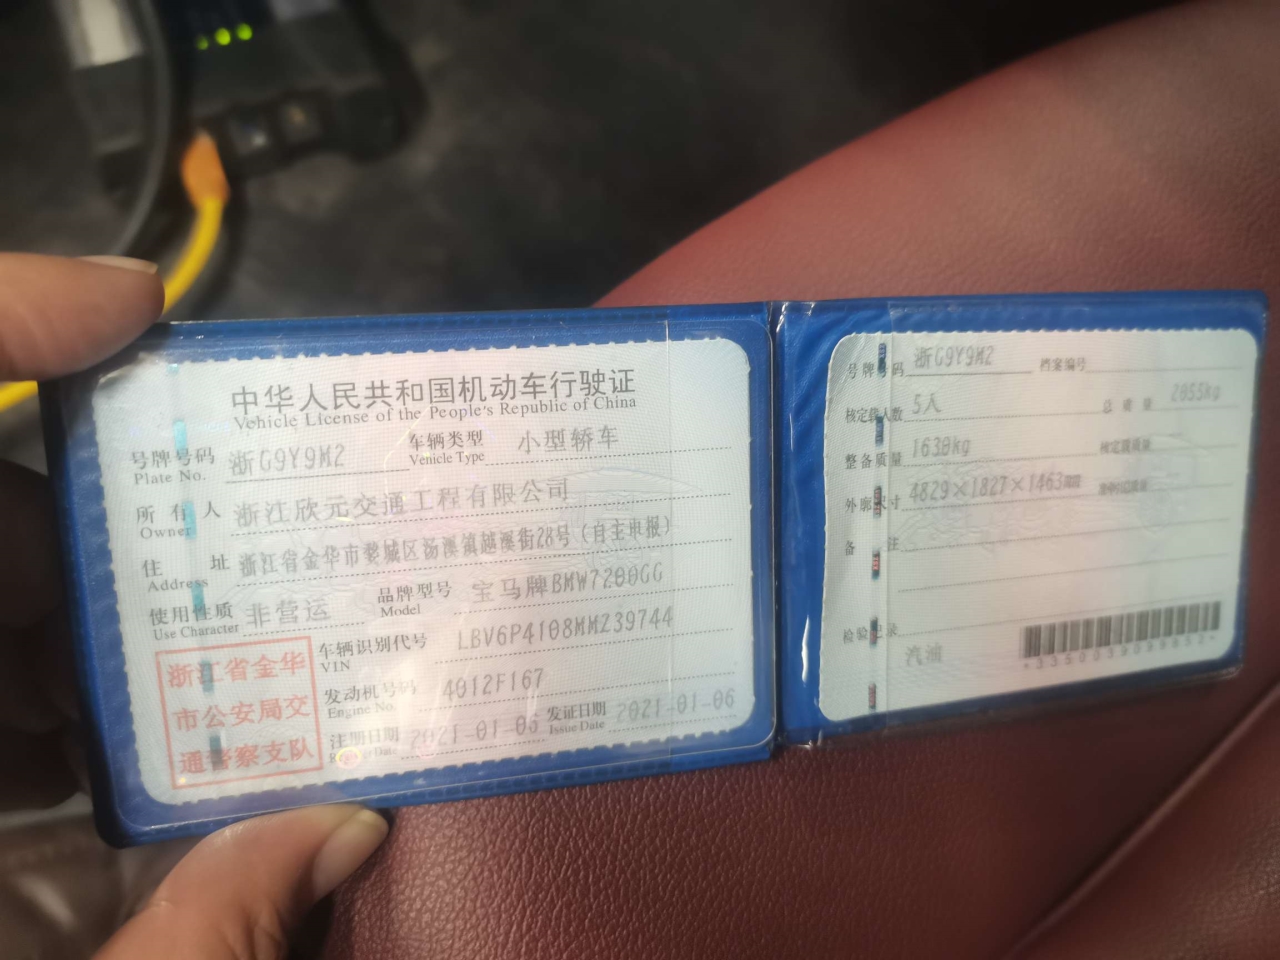 中华人民共和国机动车行驶证
Vehicle License of the People's Republic of China
号牌号码 浙G9Y9M2 车辆类型 小型轿车
Plate No. Vehicle Type
所有人 浙江欣元交通工程有限公司
Owner
住址 浙江省金华市婺城区汤溪镇越溪街28号(自主申报)
Address
使用性质 非营运 品牌型号 宝马牌BMW7200GG
Use Character Model
浙江省金华市公安局交通警察支队
车辆识别代号 LBV6P4108MM239744
VIN
发动机号码 4012F167
Engine No.
注册日期 2021-01-06 发证日期 2021-01-06
Date Issue Date
号牌号码 浙G9Y9M2 档案编号
核定载人数 5人 总质量 2055kg
整备质量 1630kg 核定载质量
外廓尺寸 4829×1827×1463
备注
检验记录 汽油